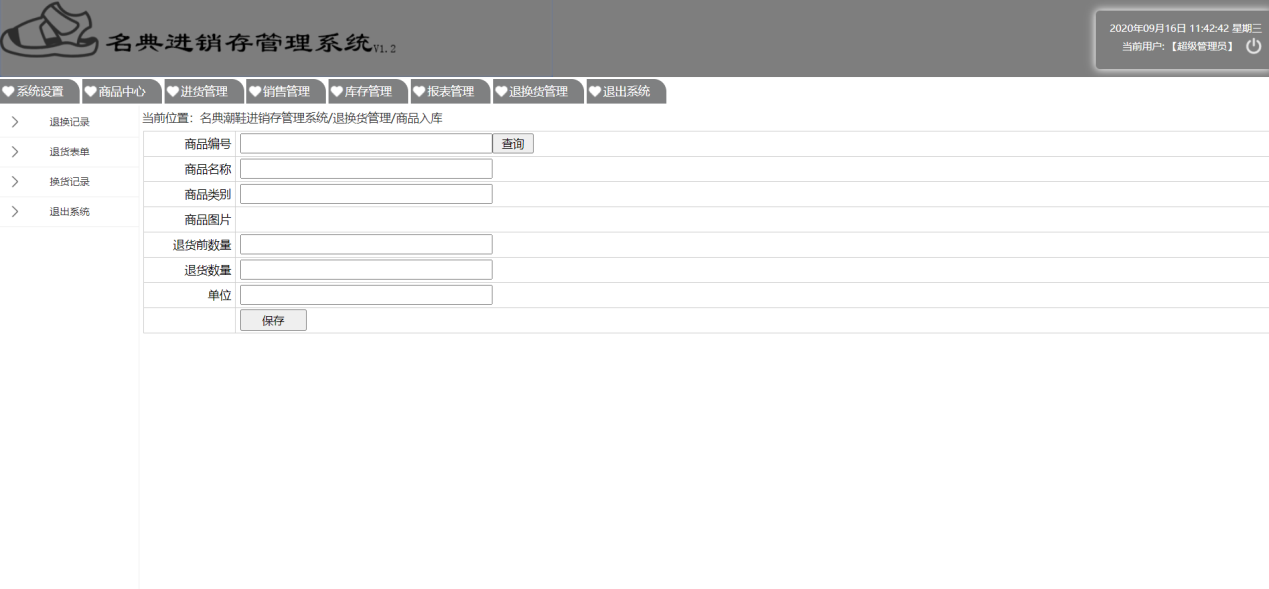 名典进销存管理系统V1.2
2020年09月16日 11:42:42 星期三
当前用户:【超级管理员】
系统设置 商品中心 进货管理 销售管理 库存管理 报表管理 退换货管理 退出系统
退换记录
退货表单
换货记录
退出系统
当前位置：名典潮鞋进销存管理系统/退换货管理/商品入库
商品编号 查询
商品名称
商品类别
商品图片
退货前数量
退货数量
单位
保存